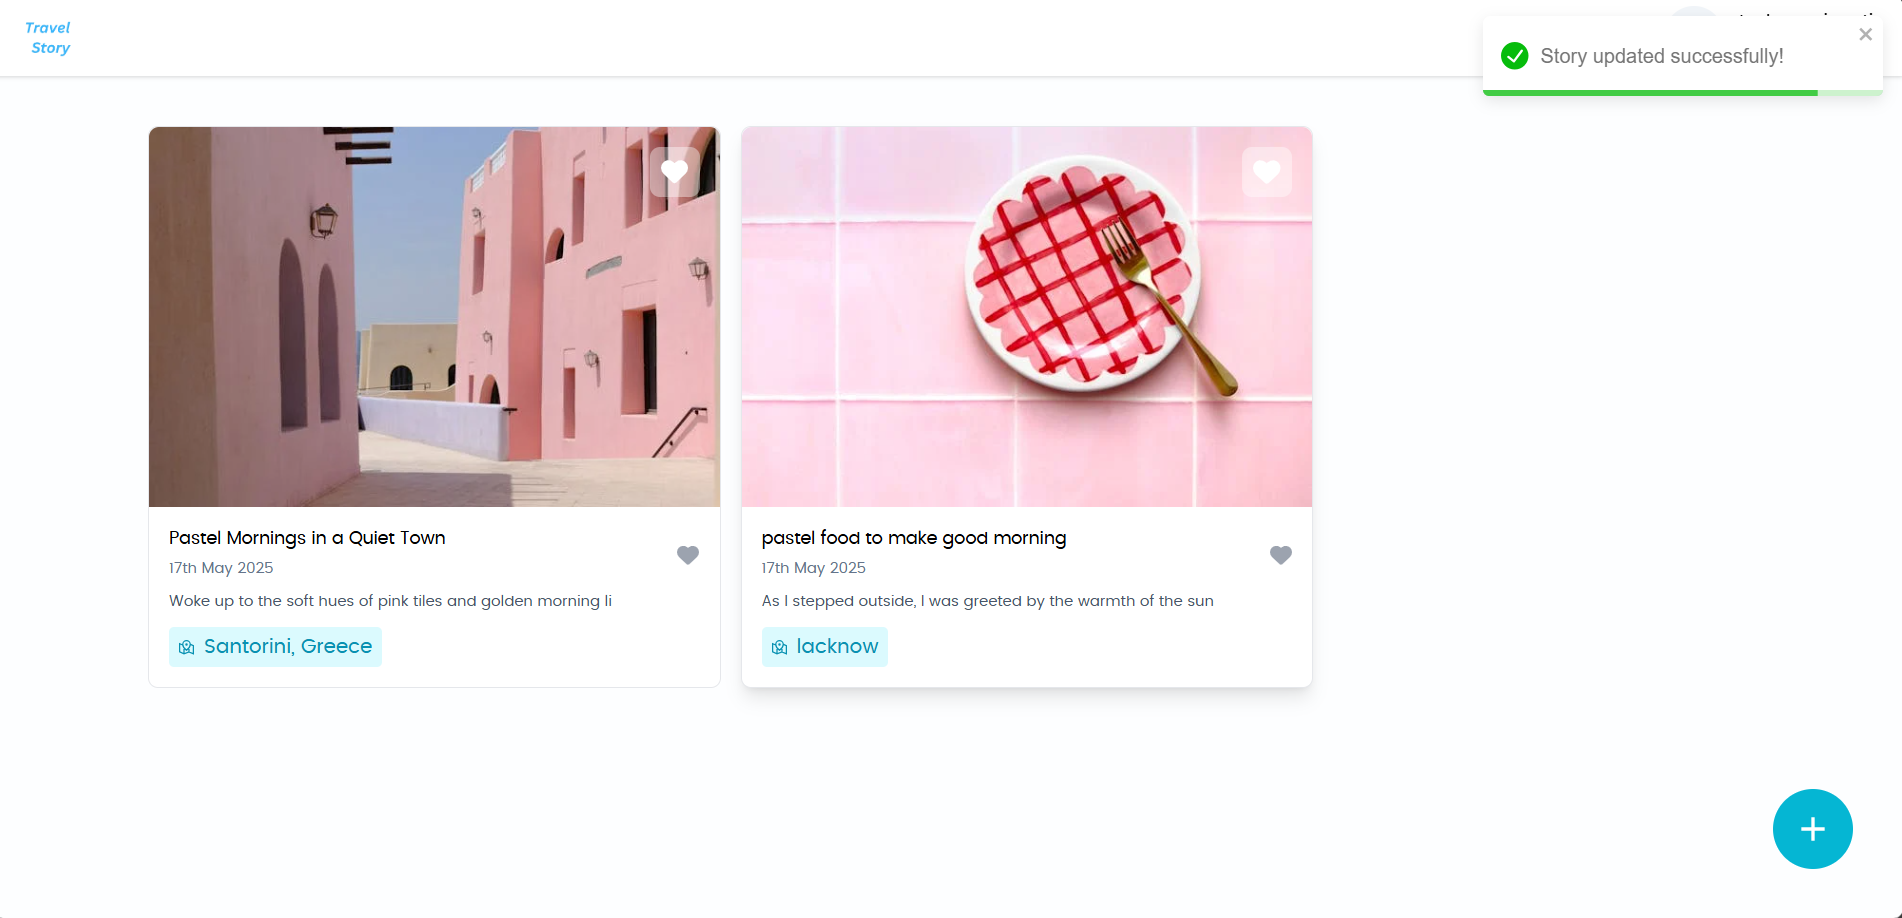 Travel
Story
Story updated successfully!
Pastel Mornings in a Quiet Town
17th May 2025
Woke up to the soft hues of pink tiles and golden morning li
Santorini, Greece
pastel food to make good morning
17th May 2025
As I stepped outside, I was greeted by the warmth of the sun
lacknow